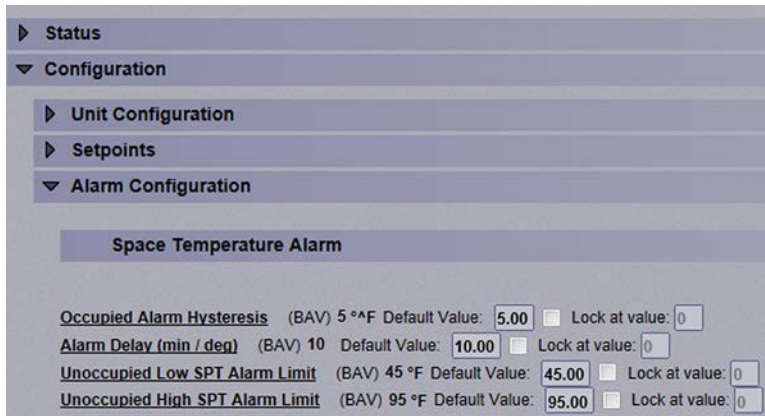 Status
Configuration
Unit Configuration
Setpoints
Alarm Configuration
Space Temperature Alarm
Occupied Alarm Hysteresis (BAV) 5 °^F Default Value: 5.00 Lock at value: 0
Alarm Delay (min / deg) (BAV) 10 Default Value: 10.00 Lock at value: 0
Unoccupied Low SPT Alarm Limit (BAV) 45 °F Default Value: 45.00 Lock at value: 0
Unoccupied High SPT Alarm Limit (BAV) 95 °F Default Value: 95.00 Lock at value: 0